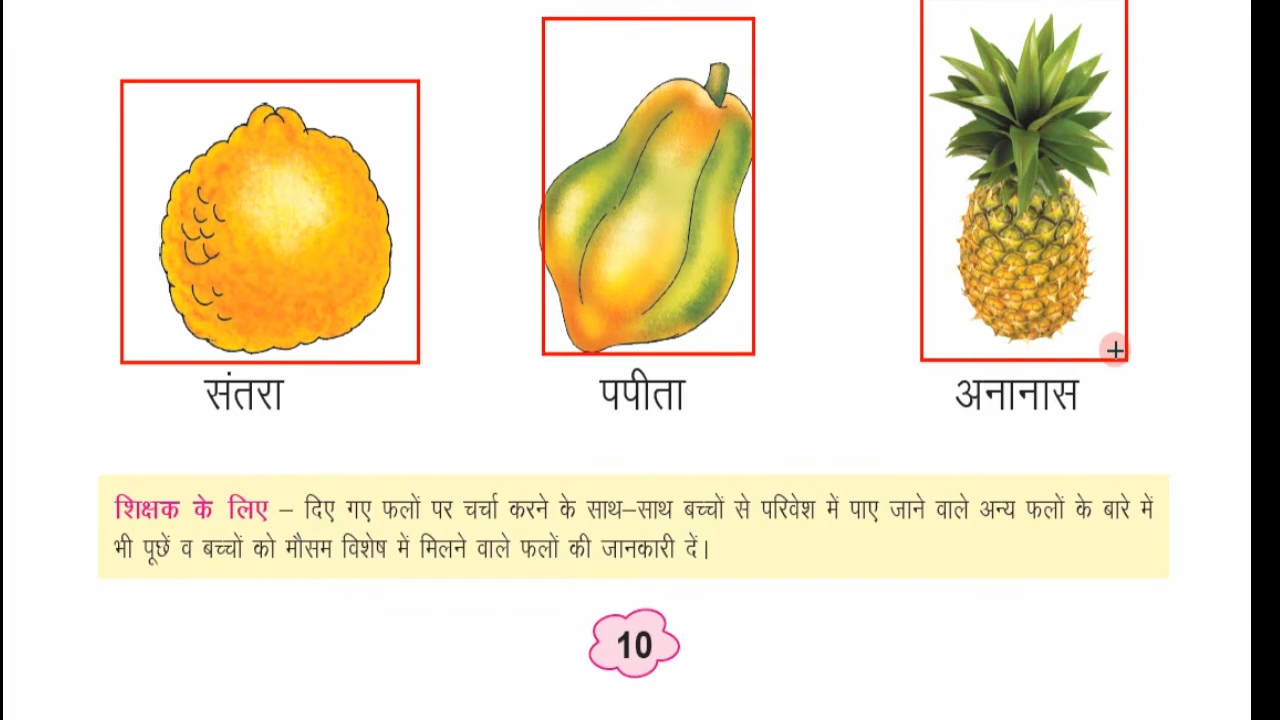 संतरा
पपीता
अनानास
शिक्षक के लिए – दिए गए फलों पर चर्चा करने के साथ–साथ बच्चों से परिवेश में पाए जाने वाले अन्य फलों के बारे में
भी पूछें व बच्चों को मौसम विशेष में मिलने वाले फलों की जानकारी दें।
10